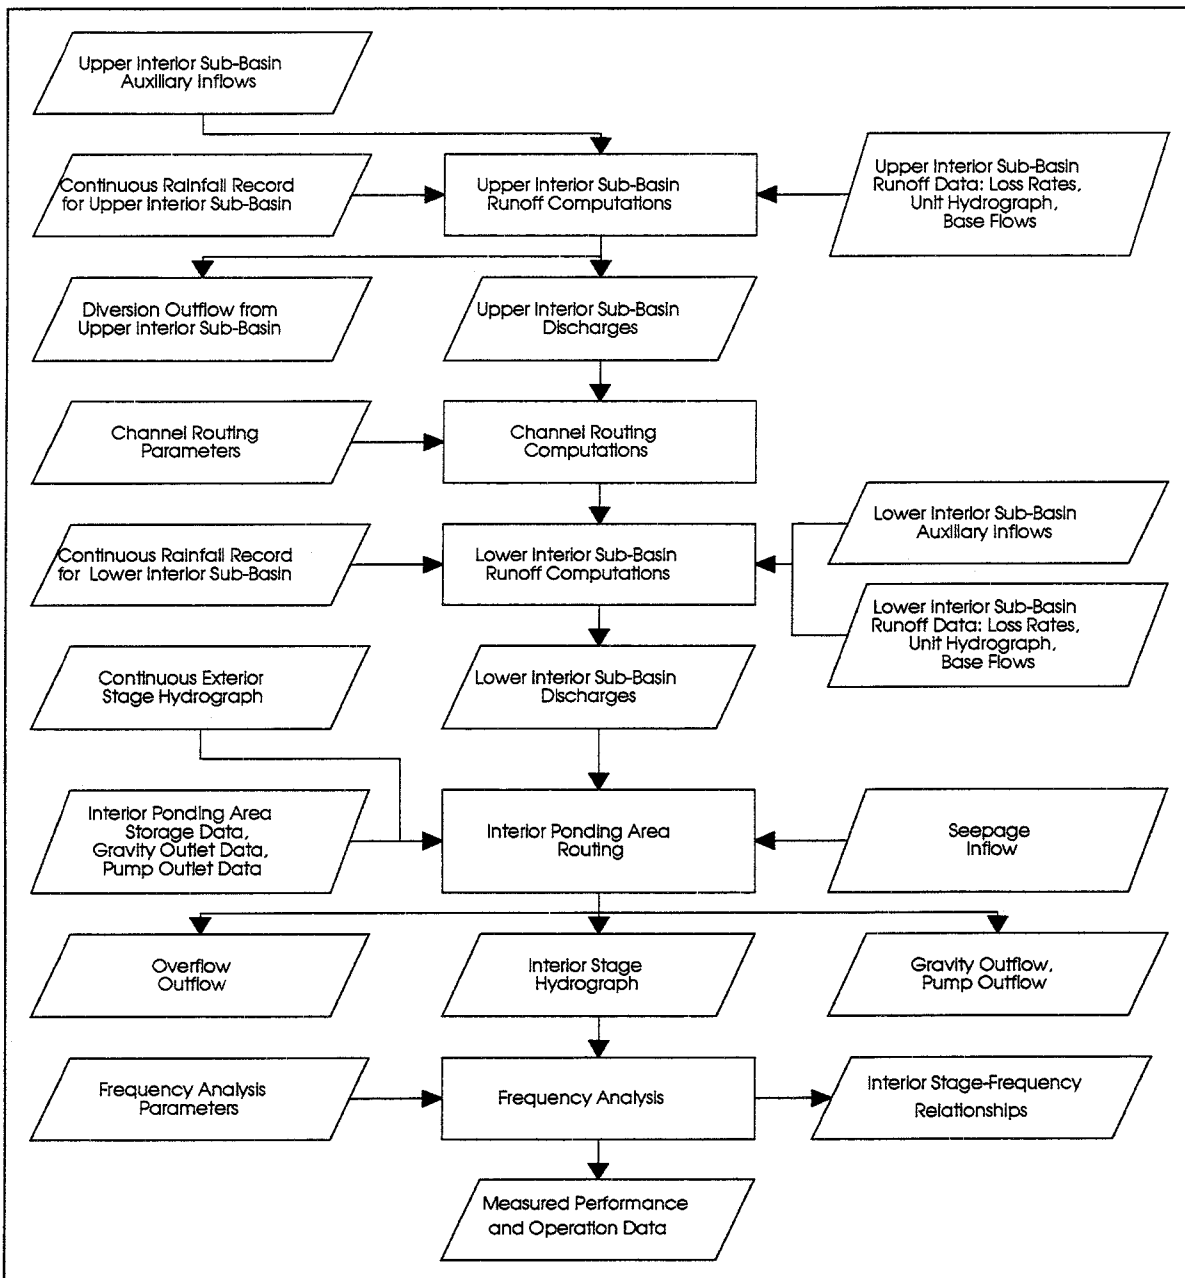 Upper Interior Sub-Basin
Auxiliary Inflows
Continuous Rainfall Record
for Upper Interior Sub-Basin
Upper Interior Sub-Basin
Runoff Computations
Upper Interior Sub-Basin
Runoff Data: Loss Rates,
Unit Hydrograph,
Base Flows
Diversion Outflow from
Upper Interior Sub-Basin
Upper Interior Sub-Basin
Discharges
Channel Routing
Parameters
Channel Routing
Computations
Continuous Rainfall Record
for Lower Interior Sub-Basin
Lower Interior Sub-Basin
Runoff Computations
Lower Interior Sub-Basin
Auxiliary Inflows
Lower Interior Sub-Basin
Runoff Data: Loss Rates,
Unit Hydrograph,
Base Flows
Continuous Exterior
Stage Hydrograph
Lower Interior Sub-Basin
Discharges
Interior Ponding Area
Storage Data,
Gravity Outlet Data,
Pump Outlet Data
Interior Ponding Area
Routing
Seepage
Inflow
Overflow
Outflow
Interior Stage
Hydrograph
Gravity Outflow,
Pump Outflow
Frequency Analysis
Parameters
Frequency Analysis
Interior Stage-Frequency
Relationships
Measured Performance
and Operation Data